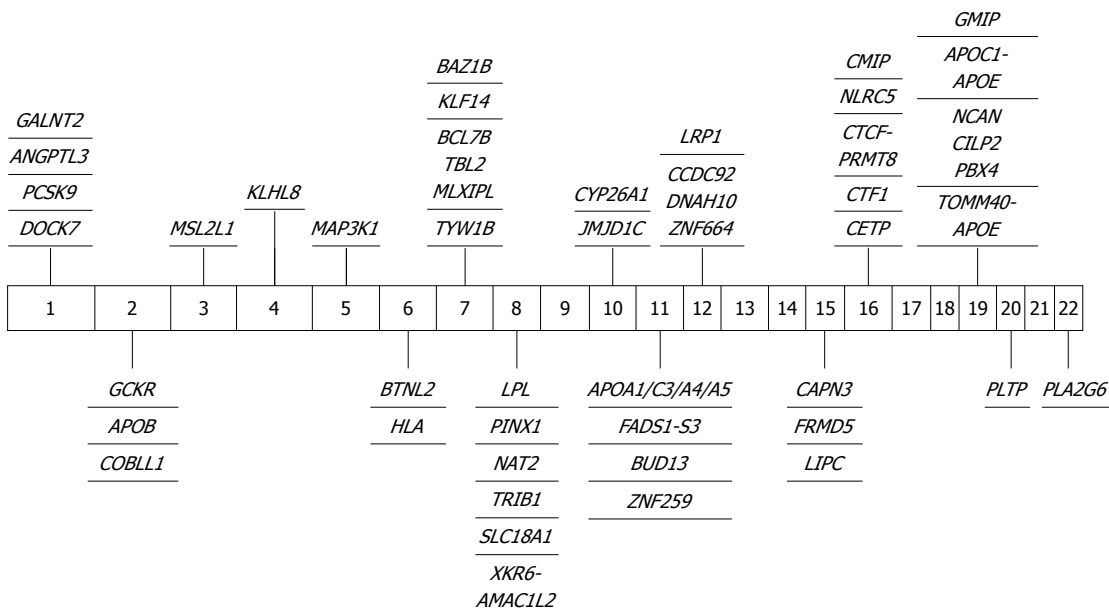 GALNT2
ANGPTL3
PCSK9
DOCK7
MSL2L1
KLHL8
MAP3K1
BAZ1B
KLF14
BCL7B
TBL2
MLXIPL
TYW1B
CYP26A1
JMJD1C
LRP1
CCDC92
DNAH10
ZNF664
CMIP
NLRC5
CTCF-
PRMT8
CTF1
CETP
GMIP
APOC1-
APOE
NCAN
CILP2
PBX4
TOMM40-
APOE
1 2 3 4 5 6 7 8 9 10 11 12 13 14 15 16 17 18 19 20 21 22
GCKR
APOB
COBLL1
BTNL2
HLA
LPL
PINX1
NAT2
TRIB1
SLC18A1
XKR6-
AMAC1L2
APOA1/C3/A4/A5
FADS1-S3
BUD13
ZNF259
CAPN3
FRMD5
LIPC
PLTP
PLA2G6